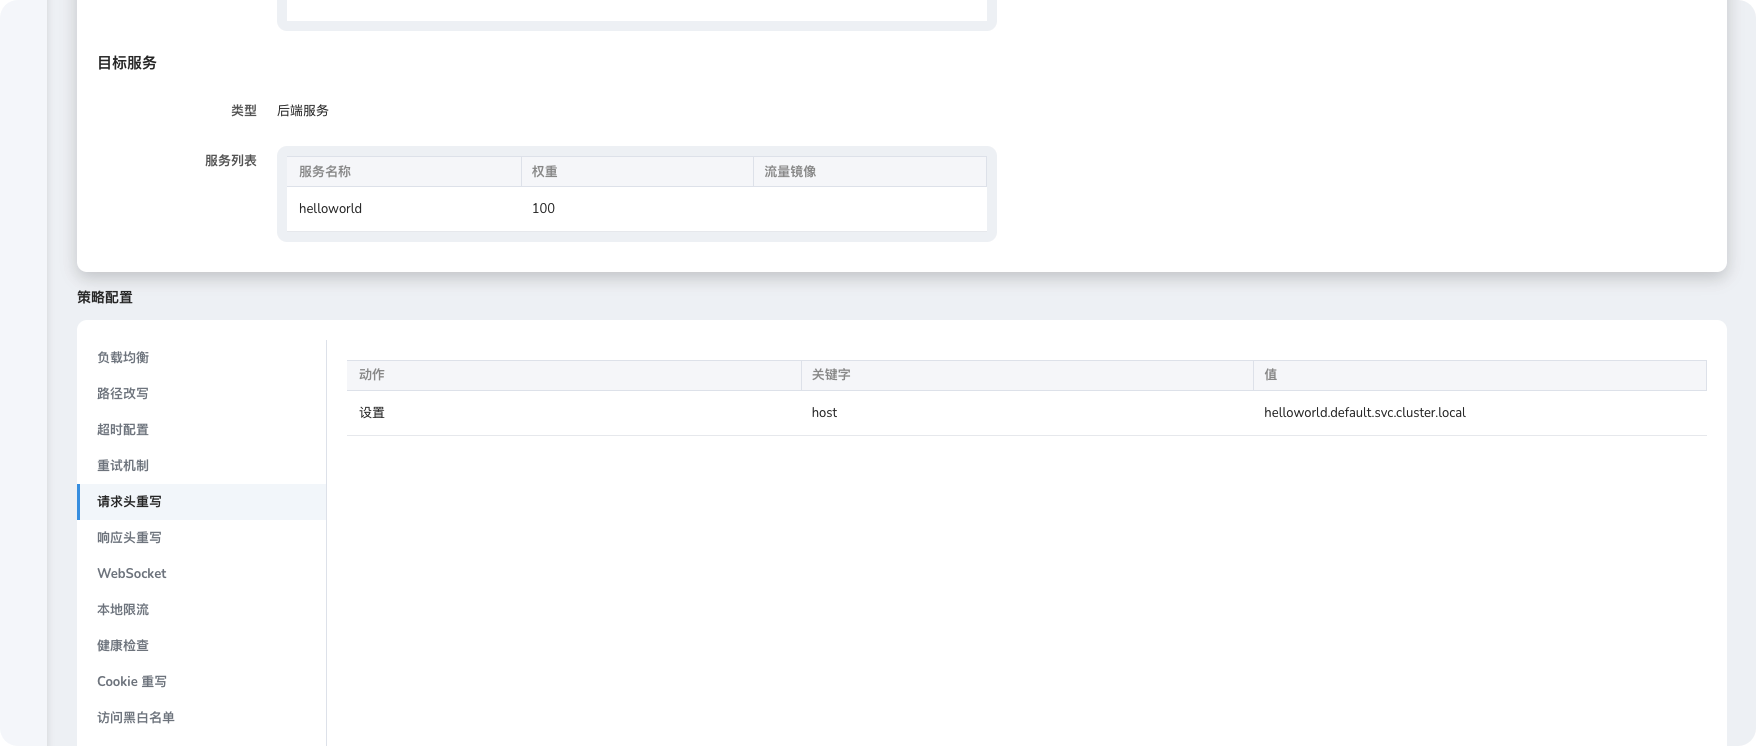 目标服务
类型 后端服务
服务列表
服务名称 权重 流量镜像
helloworld 100
策略配置
负载均衡
路径改写
超时配置
重试机制
请求头重写
响应头重写
WebSocket
本地限流
健康检查
Cookie 重写
访问黑白名单
动作 关键字 值
设置 host helloworld.default.svc.cluster.local